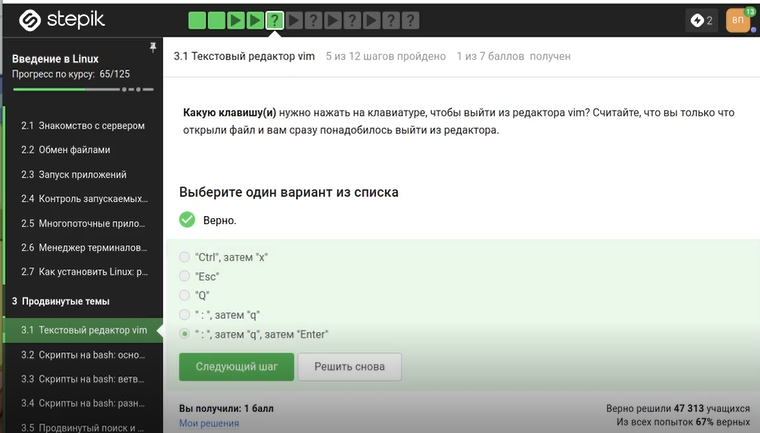 stepik
2
ВП
13
3.1 Текстовый редактор vim 5 из 12 шагов пройдено 1 из 7 баллов получен
Введение в Linux
Прогресс по курсу: 65/125
2.1 Знакомство с сервером
2.2 Обмен файлами
2.3 Запуск приложений
2.4 Контроль запускаемых...
2.5 Многопоточные прило...
2.6 Менеджер терминалов...
2.7 Как установить Linux: р...
3 Продвинутые темы
3.1 Текстовый редактор vim
3.2 Скрипты на bash: осно...
3.3 Скрипты на bash: ветв...
3.4 Скрипты на bash: разн...
3.5 Продвинутый поиск и ...
Какую клавишу(и) нужно нажать на клавиатуре, чтобы выйти из редактора vim? Считайте, что вы только что
открыли файл и вам сразу понадобилось выйти из редактора.
Выберите один вариант из списка
Верно.
"Ctrl", затем "x"
"Esc"
"Q"
" : ", затем "q"
" : ", затем "q", затем "Enter"
Следующий шаг
Решить снова
Вы получили: 1 балл
Мои решения
Верно решили 47 313 учащихся
Из всех попыток 67% верных